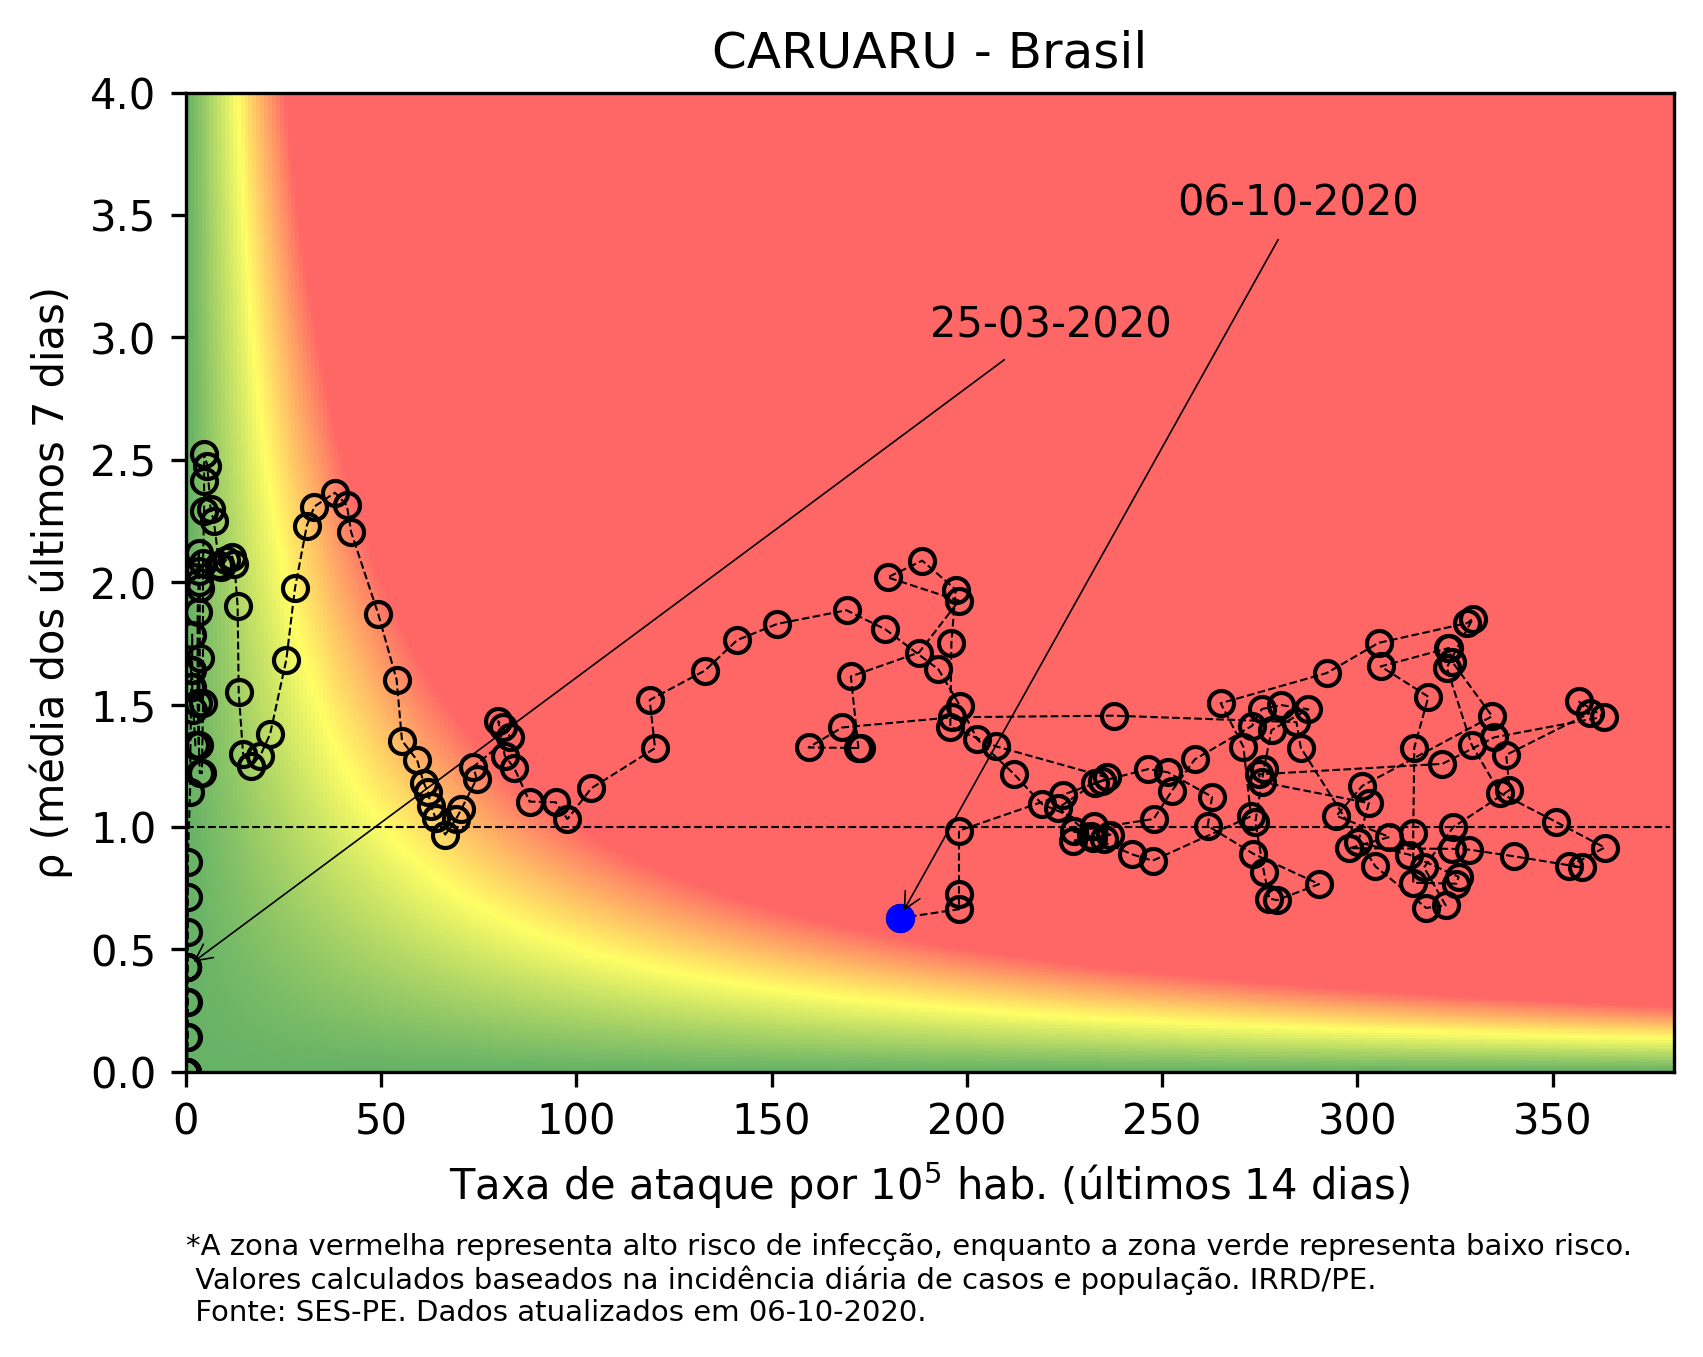 CARUARU - Brasil
4.0
3.5
3.0
2.5
2.0
1.5
1.0
0.5
0.0
ρ (média dos últimos 7 dias)
06-10-2020
25-03-2020
0 50 100 150 200 250 300 350
Taxa de ataque por 10⁵ hab. (últimos 14 dias)
*A zona vermelha representa alto risco de infecção, enquanto a zona verde representa baixo risco.
Valores calculados baseados na incidência diária de casos e população. IRRD/PE.
Fonte: SES-PE. Dados atualizados em 06-10-2020.